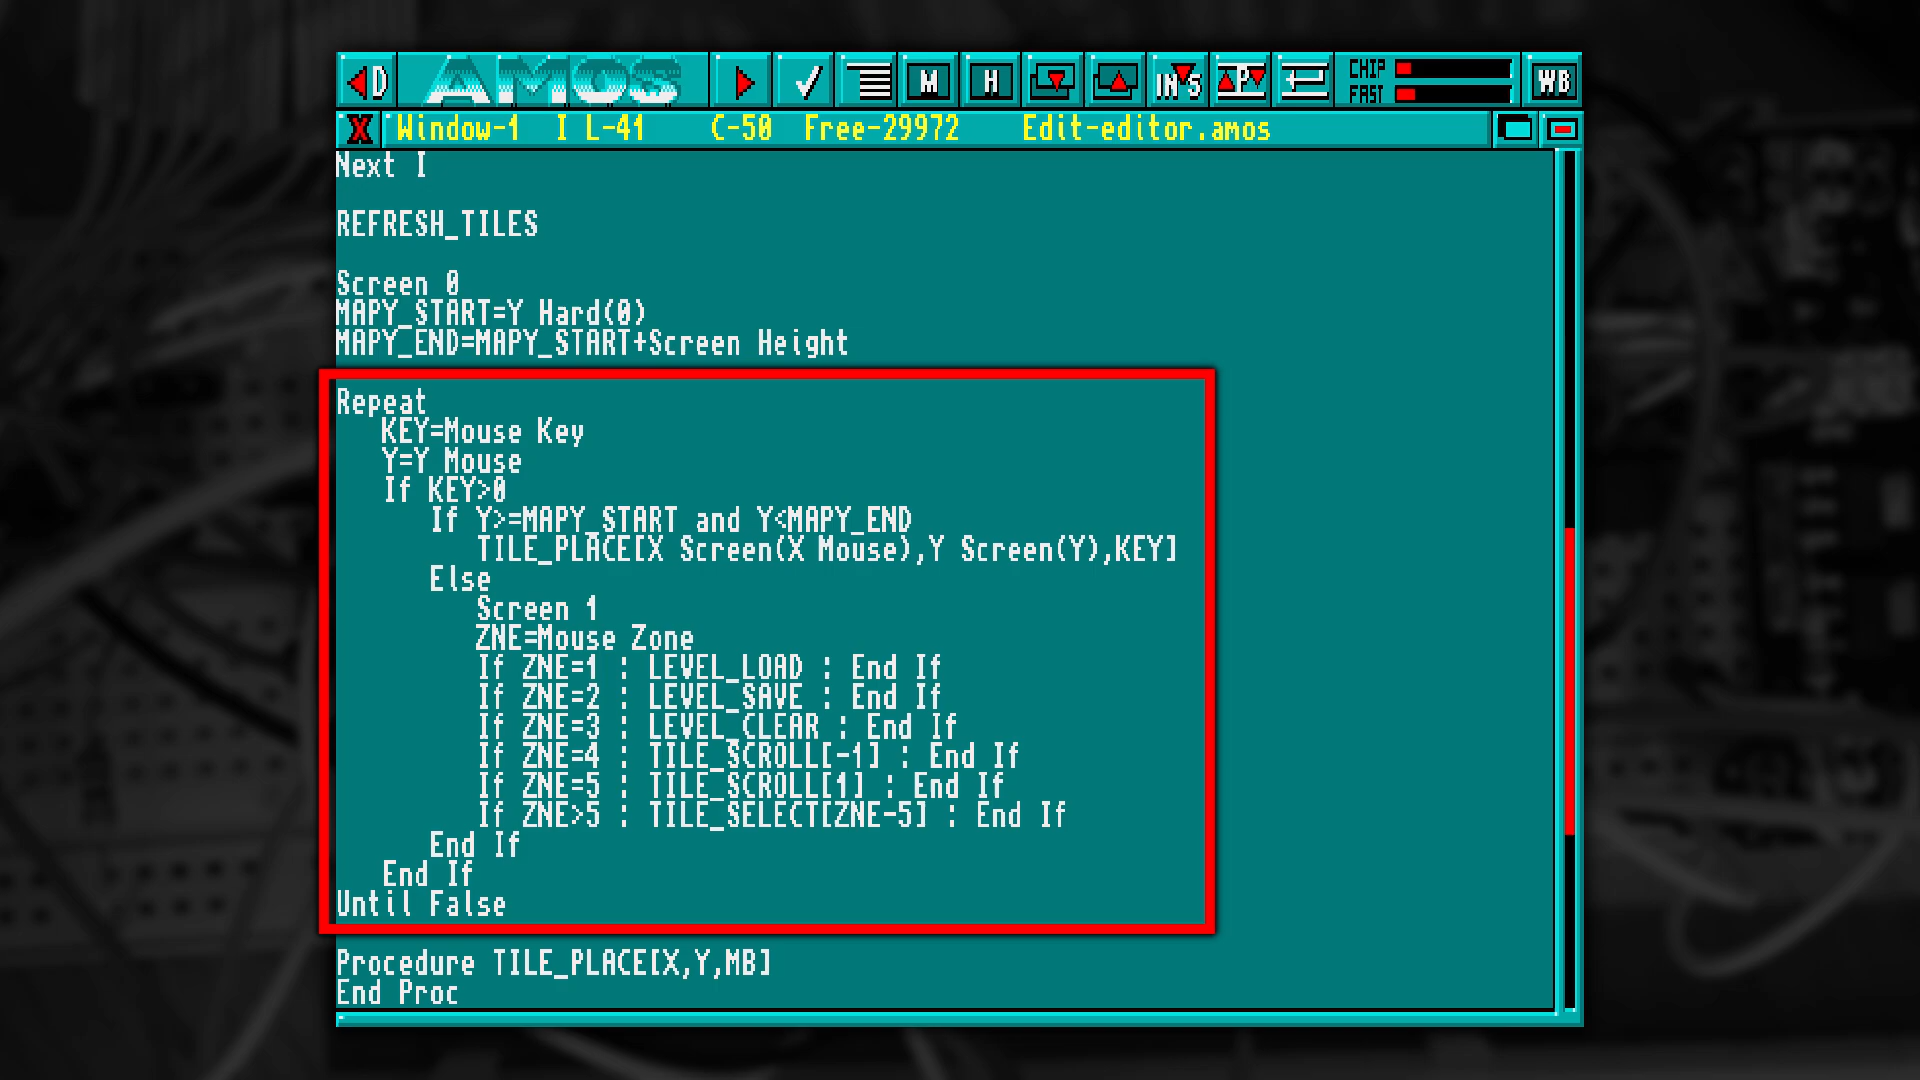 D AMOS M H INS P CHIP FAST WB
X Window-1 I L-41 C-50 Free-29972 Edit-editor.amos
Next I
REFRESH_TILES
Screen 0
MAPY_START=Y Hard(0)
MAPY_END=MAPY_START+Screen Height
Repeat
KEY=Mouse Key
Y=Y Mouse
If KEY>0
If Y>=MAPY_START and Y<MAPY_END
TILE_PLACE[X Screen(X Mouse),Y Screen(Y),KEY]
Else
Screen 1
ZNE=Mouse Zone
If ZNE=1 : LEVEL_LOAD : End If
If ZNE=2 : LEVEL_SAVE : End If
If ZNE=3 : LEVEL_CLEAR : End If
If ZNE=4 : TILE_SCROLL[-1] : End If
If ZNE=5 : TILE_SCROLL[1] : End If
If ZNE>5 : TILE_SELECT[ZNE-5] : End If
End If
End If
Until False
Procedure TILE_PLACE[X,Y,MB]
End Proc